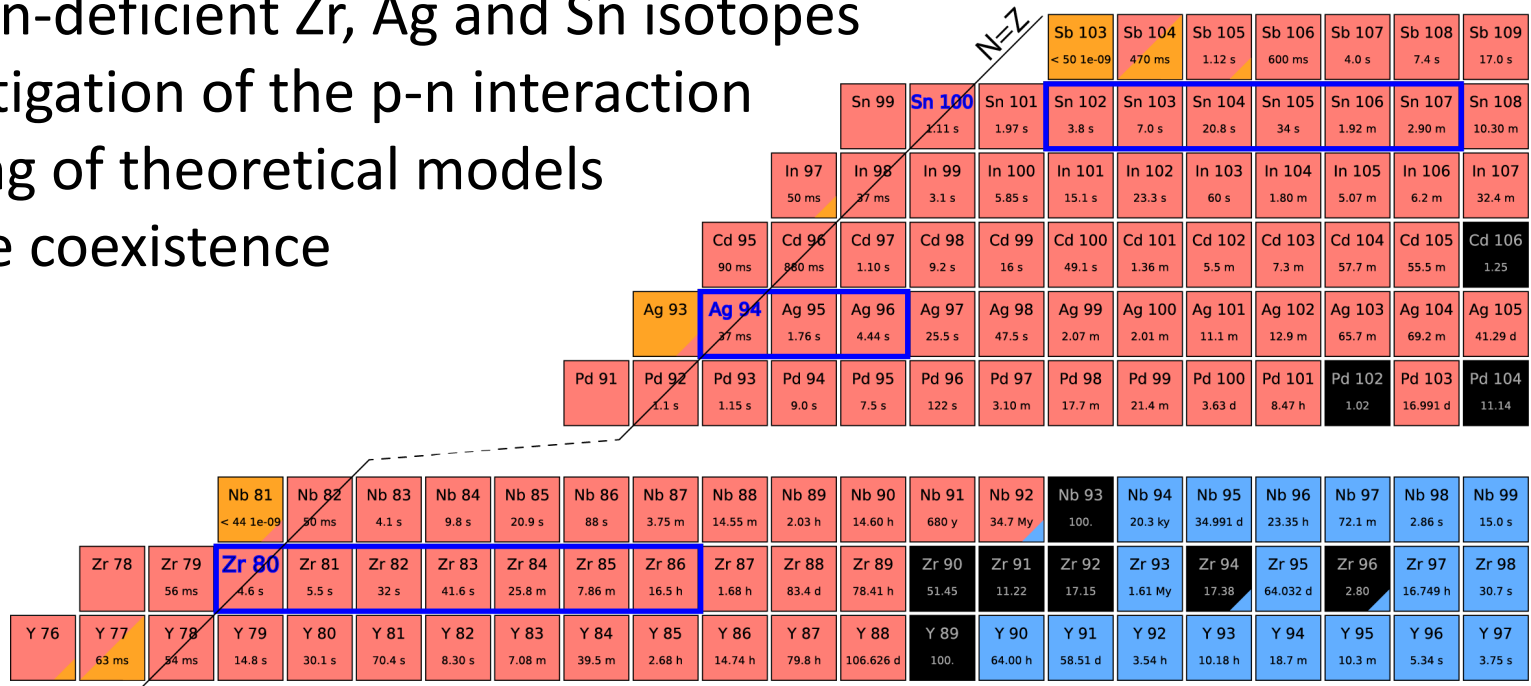 n-deficient Zr, Ag and Sn isotopes
tigation of the p-n interaction
ng of theoretical models
e coexistence
N=Z
Sb 103 Sb 104 Sb 105 Sb 106 Sb 107 Sb 108 Sb 109
< 50 1e-09 470 ms 1.12 s 600 ms 4.0 s 7.4 s 17.0 s
Sn 99 Sn 100 Sn 101 Sn 102 Sn 103 Sn 104 Sn 105 Sn 106 Sn 107 Sn 108
1.11 s 1.97 s 3.8 s 7.0 s 20.8 s 34 s 1.92 m 2.90 m 10.30 m
In 97 In 98 In 99 In 100 In 101 In 102 In 103 In 104 In 105 In 106 In 107
50 ms 37 ms 3.1 s 5.85 s 15.1 s 23.3 s 60 s 1.80 m 5.07 m 6.2 m 32.4 m
Cd 95 Cd 96 Cd 97 Cd 98 Cd 99 Cd 100 Cd 101 Cd 102 Cd 103 Cd 104 Cd 105 Cd 106
90 ms 880 ms 1.10 s 9.2 s 16 s 49.1 s 1.36 m 5.5 m 7.3 m 57.7 m 55.5 m 1.25
Ag 93 Ag 94 Ag 95 Ag 96 Ag 97 Ag 98 Ag 99 Ag 100 Ag 101 Ag 102 Ag 103 Ag 104 Ag 105
37 ms 1.76 s 4.44 s 25.5 s 47.5 s 2.07 m 2.01 m 11.1 m 12.9 m 65.7 m 69.2 m 41.29 d
Pd 91 Pd 92 Pd 93 Pd 94 Pd 95 Pd 96 Pd 97 Pd 98 Pd 99 Pd 100 Pd 101 Pd 102 Pd 103 Pd 104
1.1 s 1.15 s 9.0 s 7.5 s 122 s 3.10 m 17.7 m 21.4 m 3.63 d 8.47 h 1.02 16.991 d 11.14
Nb 81 Nb 82 Nb 83 Nb 84 Nb 85 Nb 86 Nb 87 Nb 88 Nb 89 Nb 90 Nb 91 Nb 92 Nb 93 Nb 94 Nb 95 Nb 96 Nb 97 Nb 98 Nb 99
< 44 1e-09 50 ms 4.1 s 9.8 s 20.9 s 88 s 3.75 m 14.55 m 2.03 h 14.60 h 680 y 34.7 My 100. 20.3 ky 34.991 d 23.35 h 72.1 m 2.86 s 15.0 s
Zr 78 Zr 79 Zr 80 Zr 81 Zr 82 Zr 83 Zr 84 Zr 85 Zr 86 Zr 87 Zr 88 Zr 89 Zr 90 Zr 91 Zr 92 Zr 93 Zr 94 Zr 95 Zr 96 Zr 97 Zr 98
56 ms 4.6 s 5.5 s 32 s 41.6 s 25.8 m 7.86 m 16.5 h 1.68 h 83.4 d 78.41 h 51.45 11.22 17.15 1.61 My 17.38 64.032 d 2.80 16.749 h 30.7 s
Y 76 Y 77 Y 78 Y 79 Y 80 Y 81 Y 82 Y 83 Y 84 Y 85 Y 86 Y 87 Y 88 Y 89 Y 90 Y 91 Y 92 Y 93 Y 94 Y 95 Y 96 Y 97
63 ms 54 ms 14.8 s 30.1 s 70.4 s 8.30 s 7.08 m 39.5 m 2.68 h 14.74 h 79.8 h 106.626 d 100. 64.00 h 58.51 d 3.54 h 10.18 h 18.7 m 10.3 m 5.34 s 3.75 s